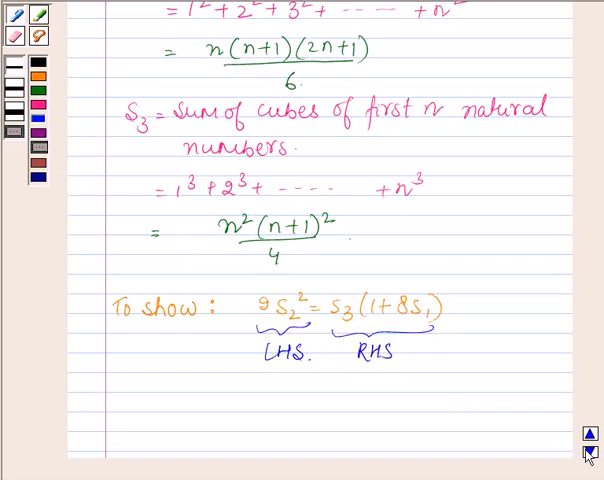 = 1² + 2² + 3² + ------ + n²
= n(n+1)(2n+1)
6.
S₃ = Sum of cubes of first n natural
numbers.
= 1³ + 2³ + ---- + n³
= n²(n+1)²
4
To show : 9S₂² = S₃(1+8S₁)
LHS. RHS